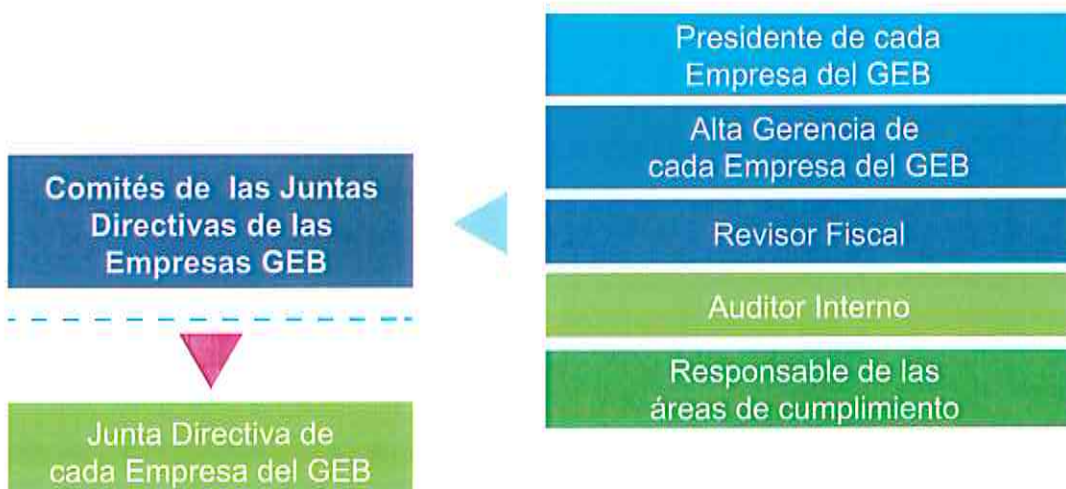 Presidente de cada
Empresa del GEB
Alta Gerencia de
cada Empresa del GEB
Revisor Fiscal
Auditor Interno
Responsable de las
áreas de cumplimiento
Comités de las Juntas
Directivas de las
Empresas GEB
Junta Directiva de
cada Empresa del GEB